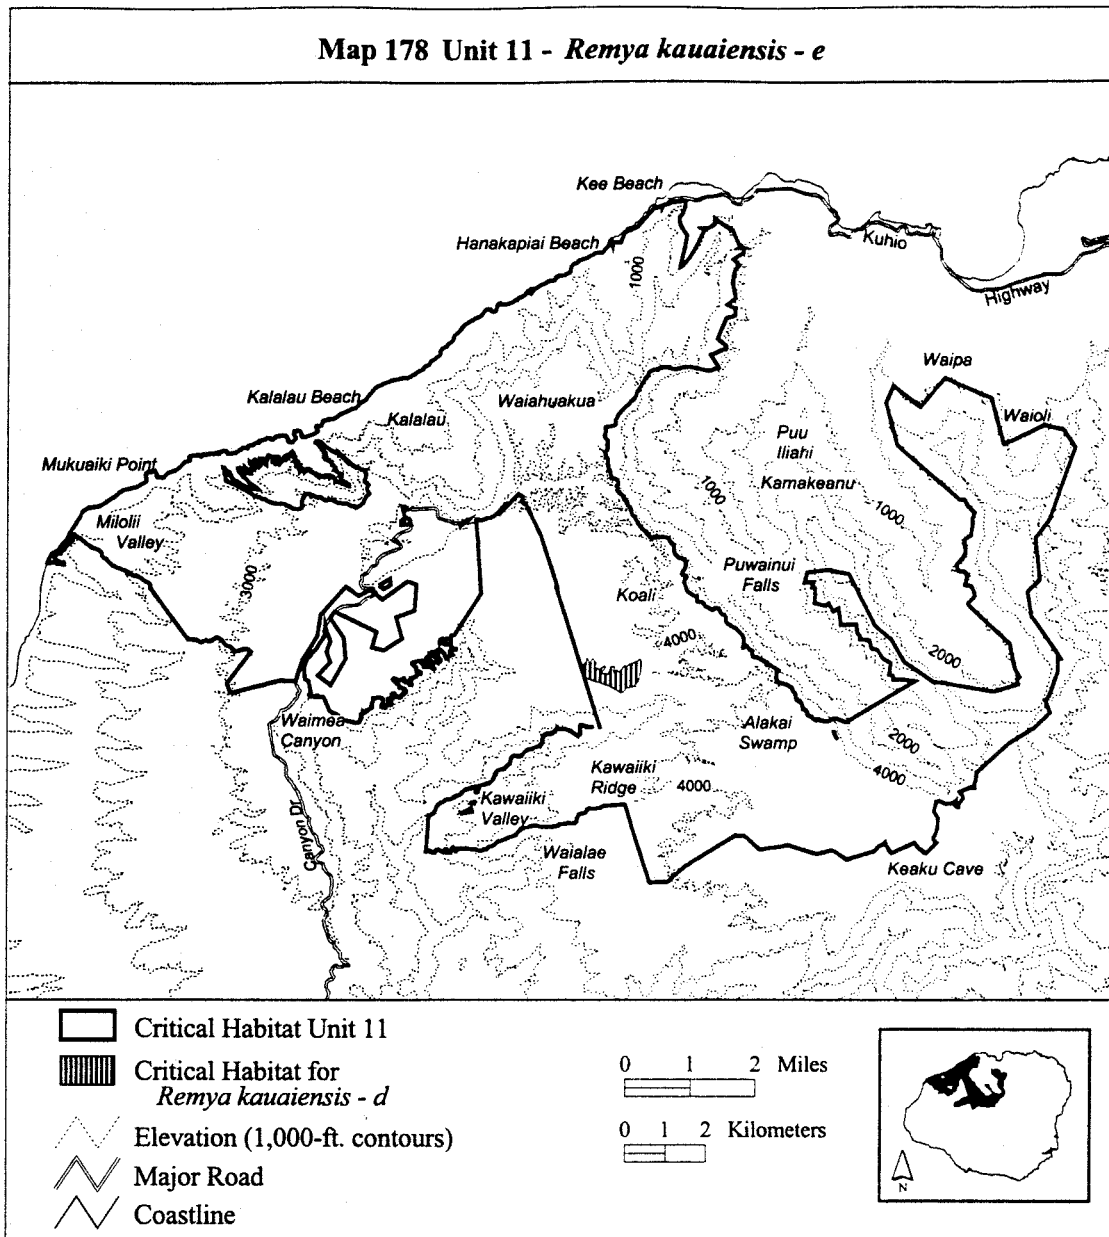 Map 178 Unit 11 - Remya kauaiensis - e
Kee Beach
Hanakapiai Beach
Kuhio
Highway
1000
Waipa
Kalalau Beach
Kalalau
Waiahuakua
Waioli
Puu
Iliahi
Kamakeanu
Mukuaiki Point
1000
1000
Milolii
Valley
3000
Puwainui
Falls
Koali
4000
2000
Waimea
Canyon
Alakai
Swamp
2000
4000
Kawaiiki
Ridge
4000
Kawaiiki
Valley
Canyon Dr
Waialae
Falls
Keaku Cave
Critical Habitat Unit 11
Critical Habitat for
Remya kauaiensis - d
Elevation (1,000-ft. contours)
Major Road
Coastline
0 1 2 Miles
0 1 2 Kilometers
N